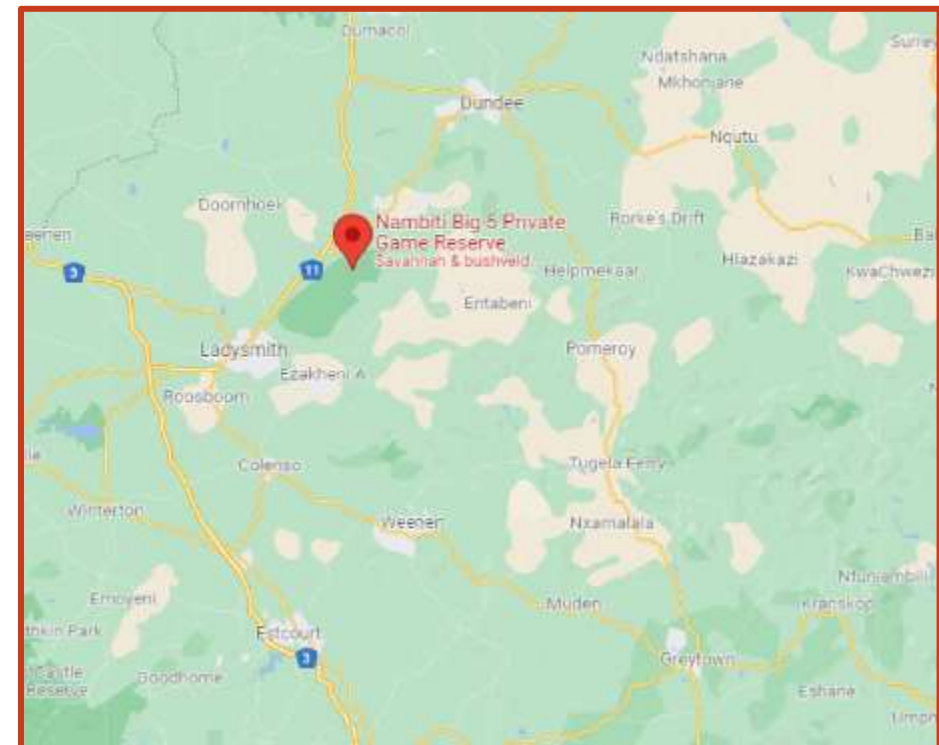 Dumacol
Surrey
Ndatshana
Mkhonjane
Dundee
Nqutu
Doornhoek
Nambiti Big 5 Private
Game Reserve
Savannah & bushveld
Rorke's Drift
3
11
Helpmekaar
Hlazakazi
KwaChwezi
Entabeni
Ladysmith
Pomeroy
Ezakheni A
Roosboom
Colenso
Tugela Ferry
Winterton
Weenen
Nxamalala
Emoyeni
Muden
Kranskop
Estcourt
3
Greytown
Goodhome
Castle
Reserve
Eshane